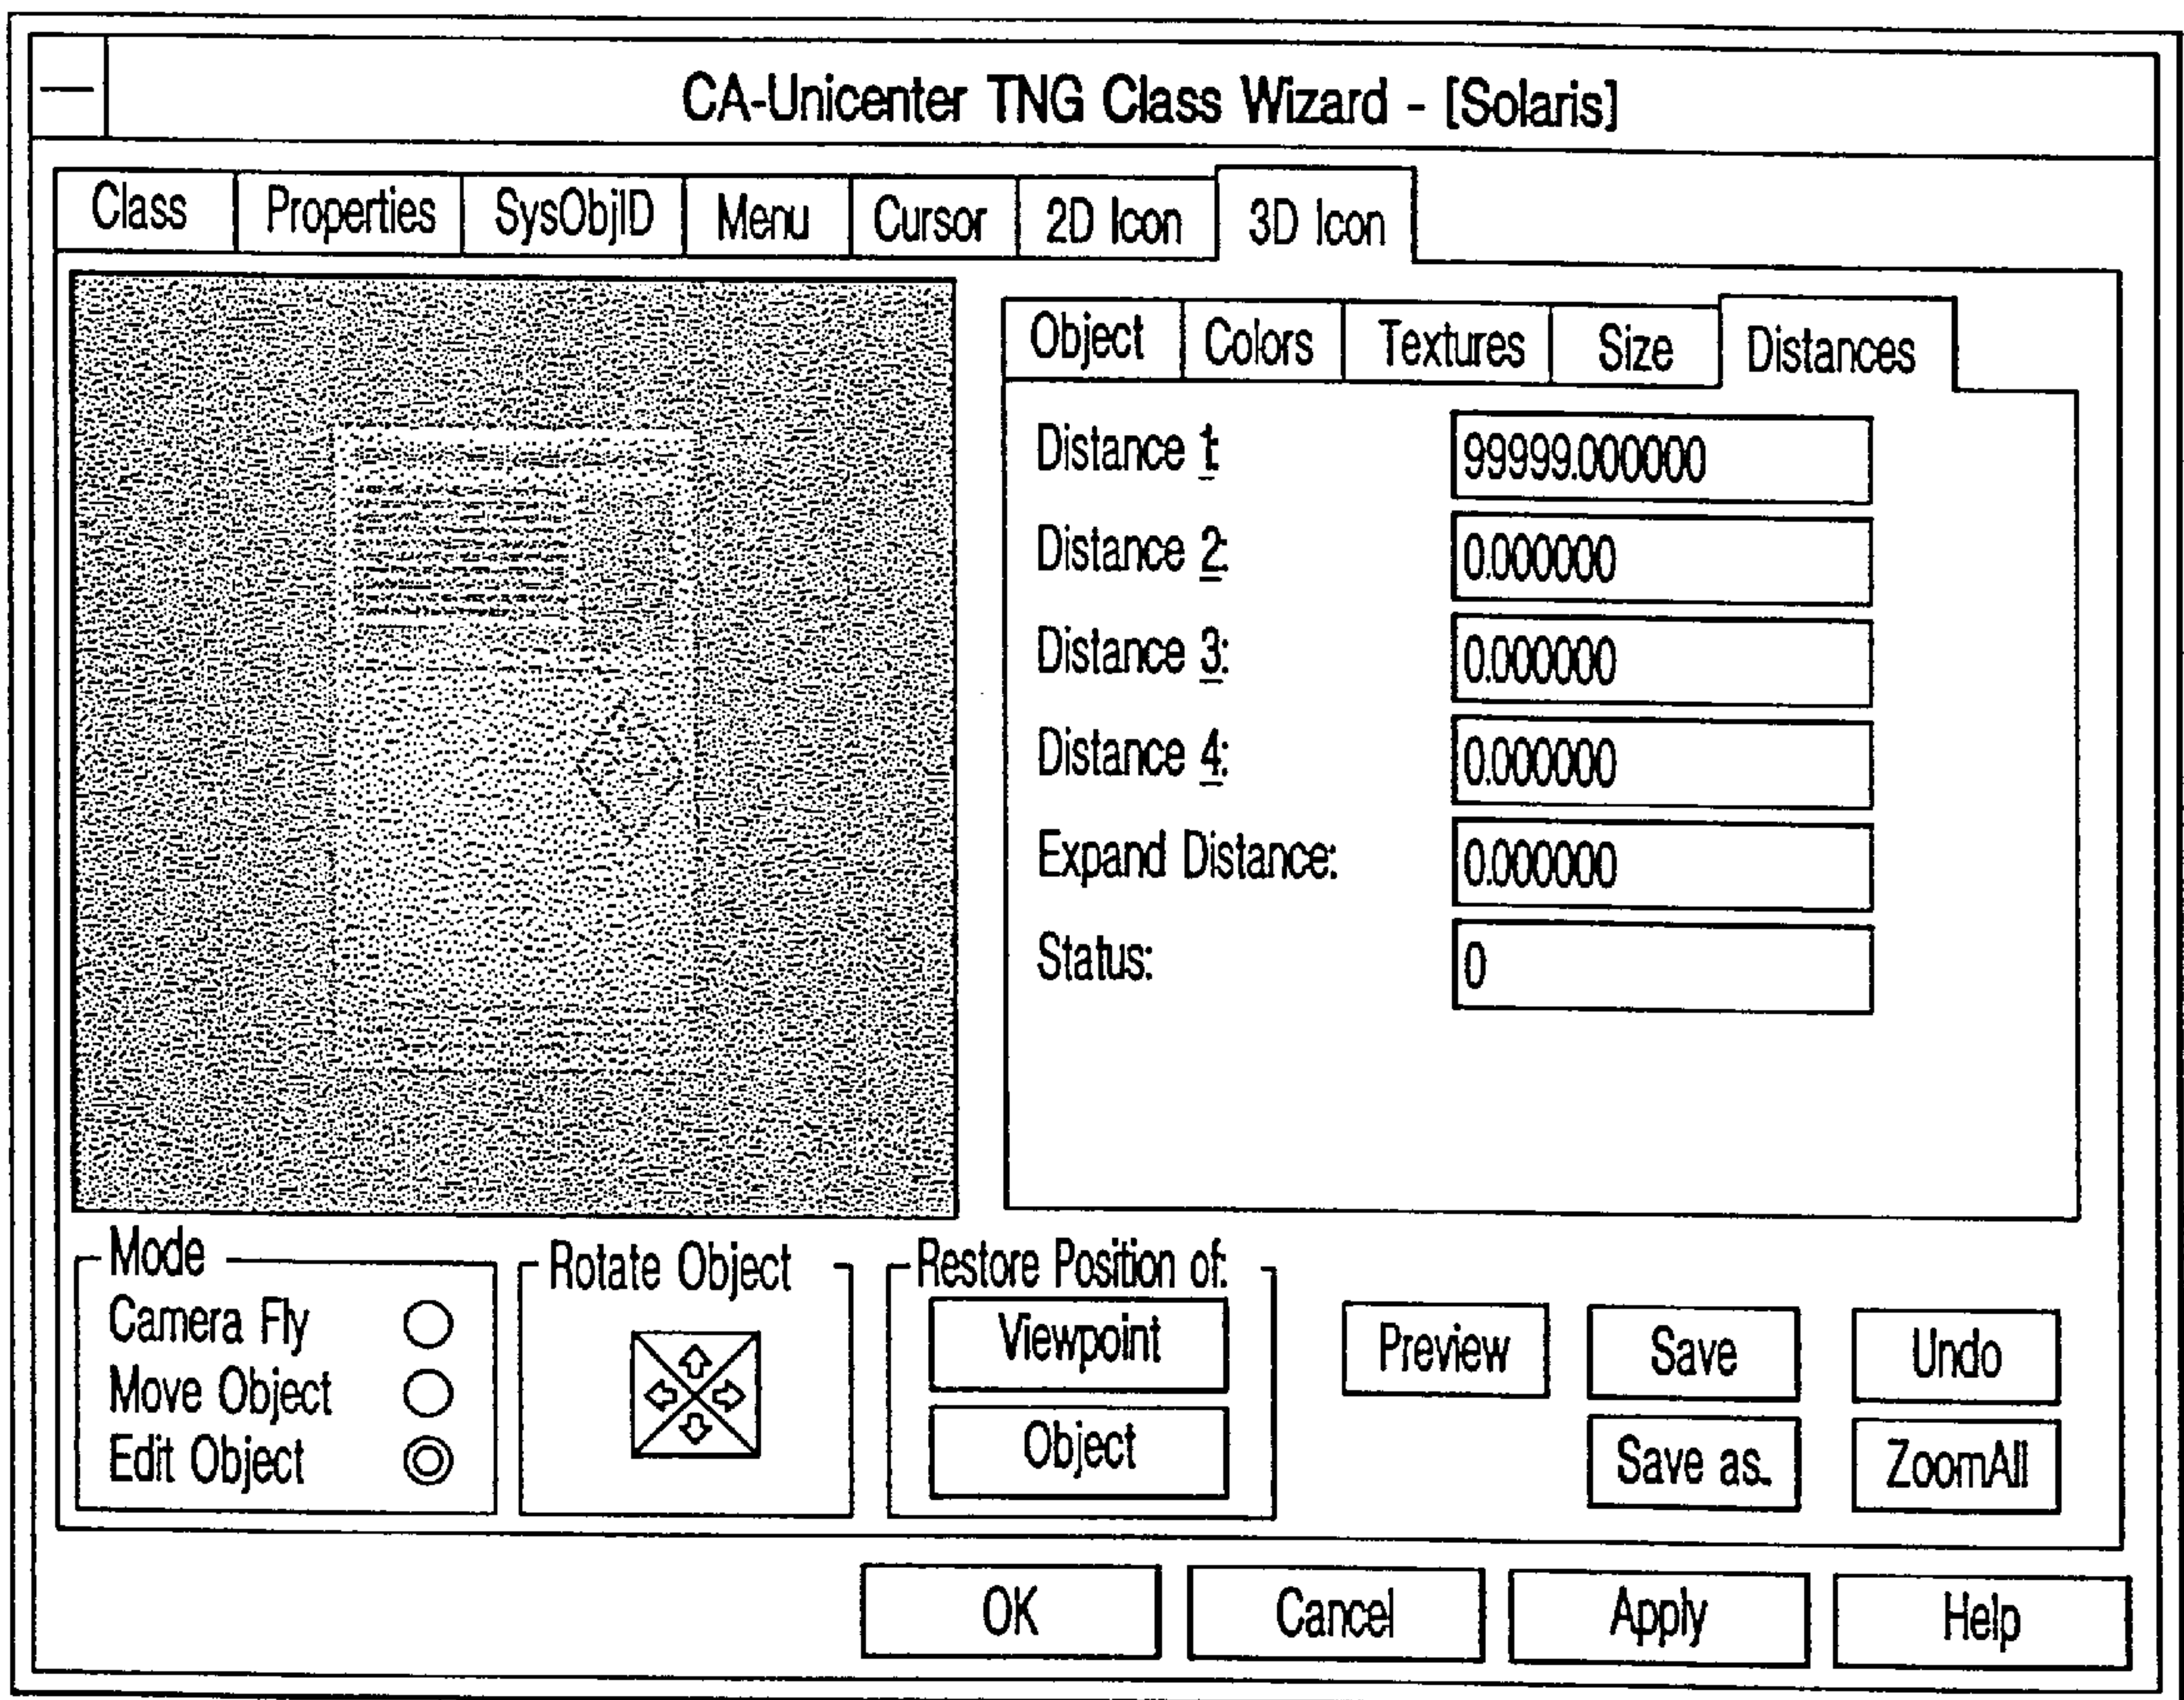 CA-Unicenter TNG Class Wizard - [Solaris]
Class Properties SysObjID Menu Cursor 2D Icon 3D Icon
Object Colors Textures Size Distances
Distance 1: 99999.000000
Distance 2: 0.000000
Distance 3: 0.000000
Distance 4: 0.000000
Expand Distance: 0.000000
Status: 0
Mode
Camera Fly
Move Object
Edit Object
Rotate Object
Restore Position of:
Viewpoint
Object
Preview Save Undo
Save as.. ZoomAll
OK Cancel Apply Help